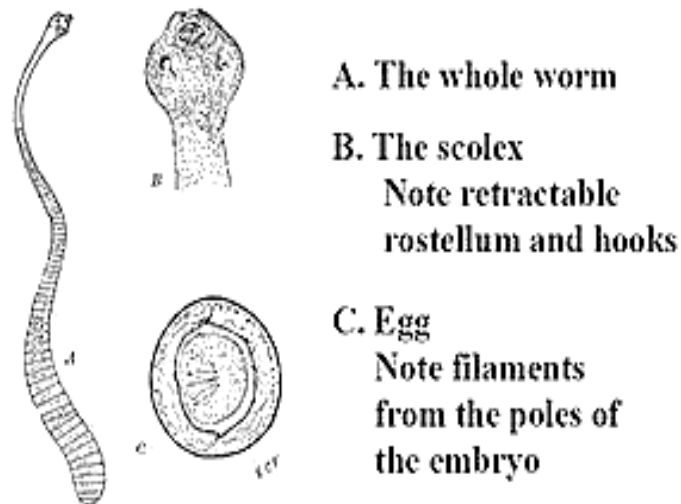 A. The whole worm
B. The scolex
Note retractable
rostellum and hooks
C. Egg
Note filaments
from the poles of
the embryo
A
B
C